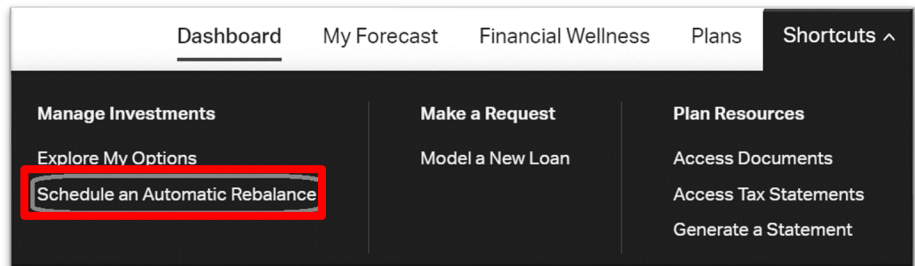 Dashboard My Forecast Financial Wellness Plans Shortcuts
Manage Investments
Explore My Options
Schedule an Automatic Rebalance
Make a Request
Model a New Loan
Plan Resources
Access Documents
Access Tax Statements
Generate a Statement